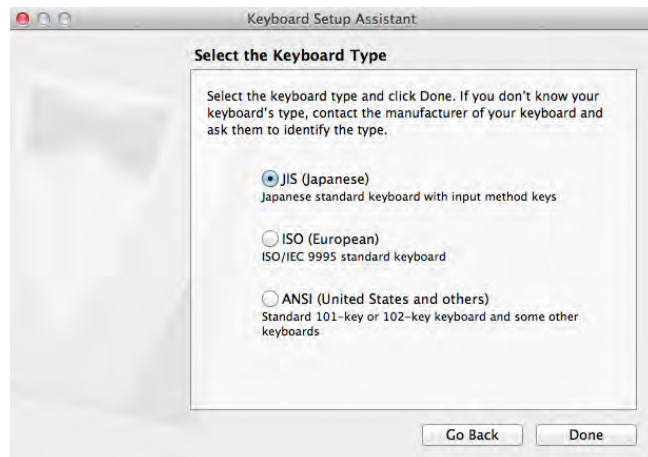 Keyboard Setup Assistant
Select the Keyboard Type
Select the keyboard type and click Done. If you don't know your
keyboard's type, contact the manufacturer of your keyboard and
ask them to identify the type.
JIS (Japanese)
Japanese standard keyboard with input method keys
ISO (European)
ISO/IEC 9995 standard keyboard
ANSI (United States and others)
Standard 101-key or 102-key keyboard and some other
keyboards
Go Back Done